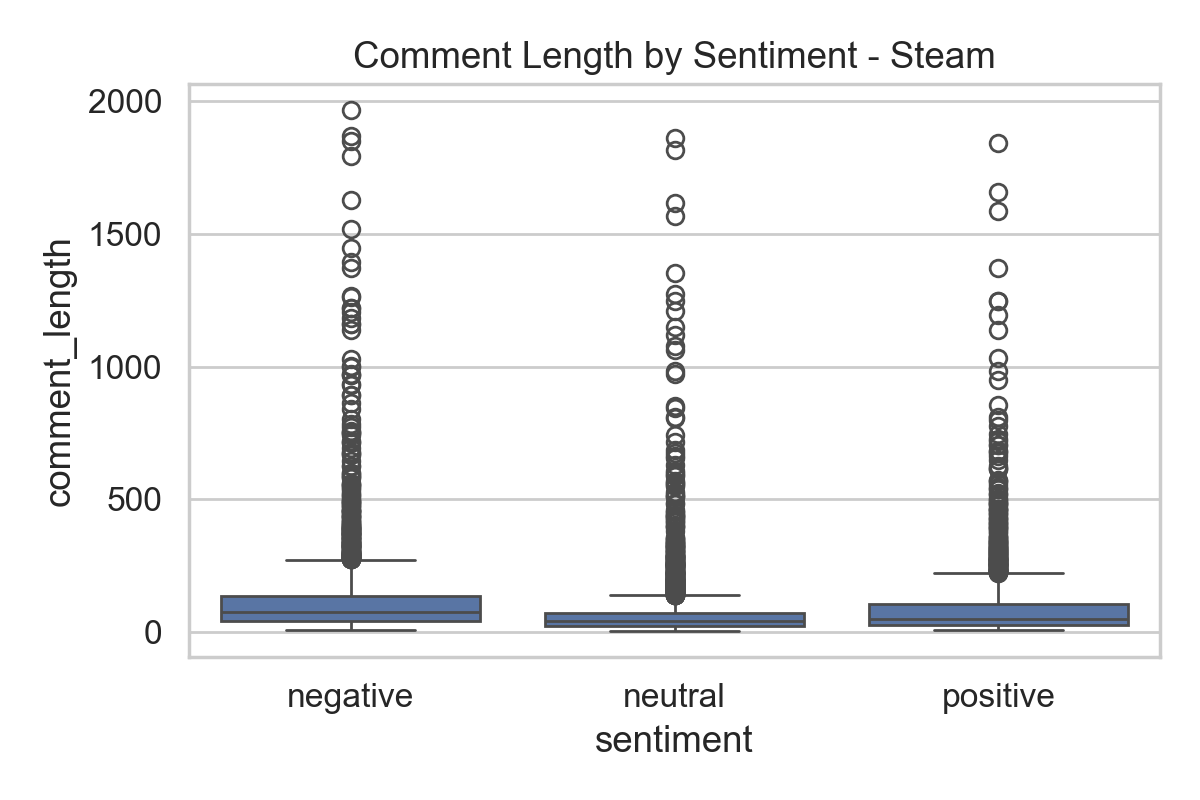 Comment Length by Sentiment - Steam
2000
1500
1000
500
0
comment_length
negative neutral positive
sentiment